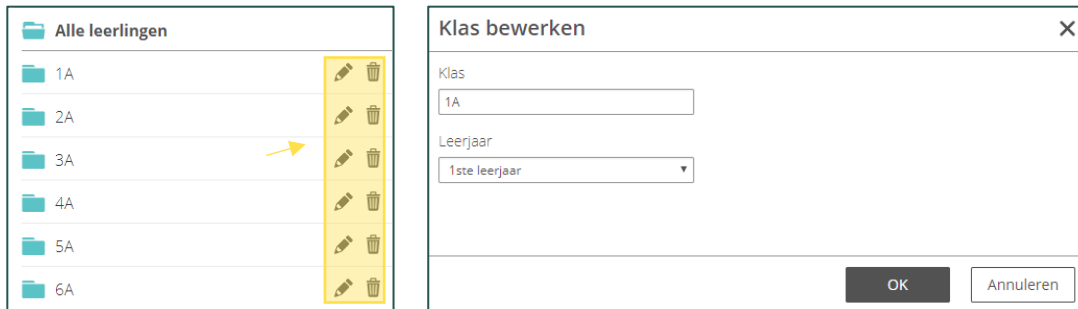 Alle leerlingen
1A
2A
3A
4A
5A
6A
Klas bewerken
Klas
1A
Leerjaar
1ste leerjaar
OK
Annuleren